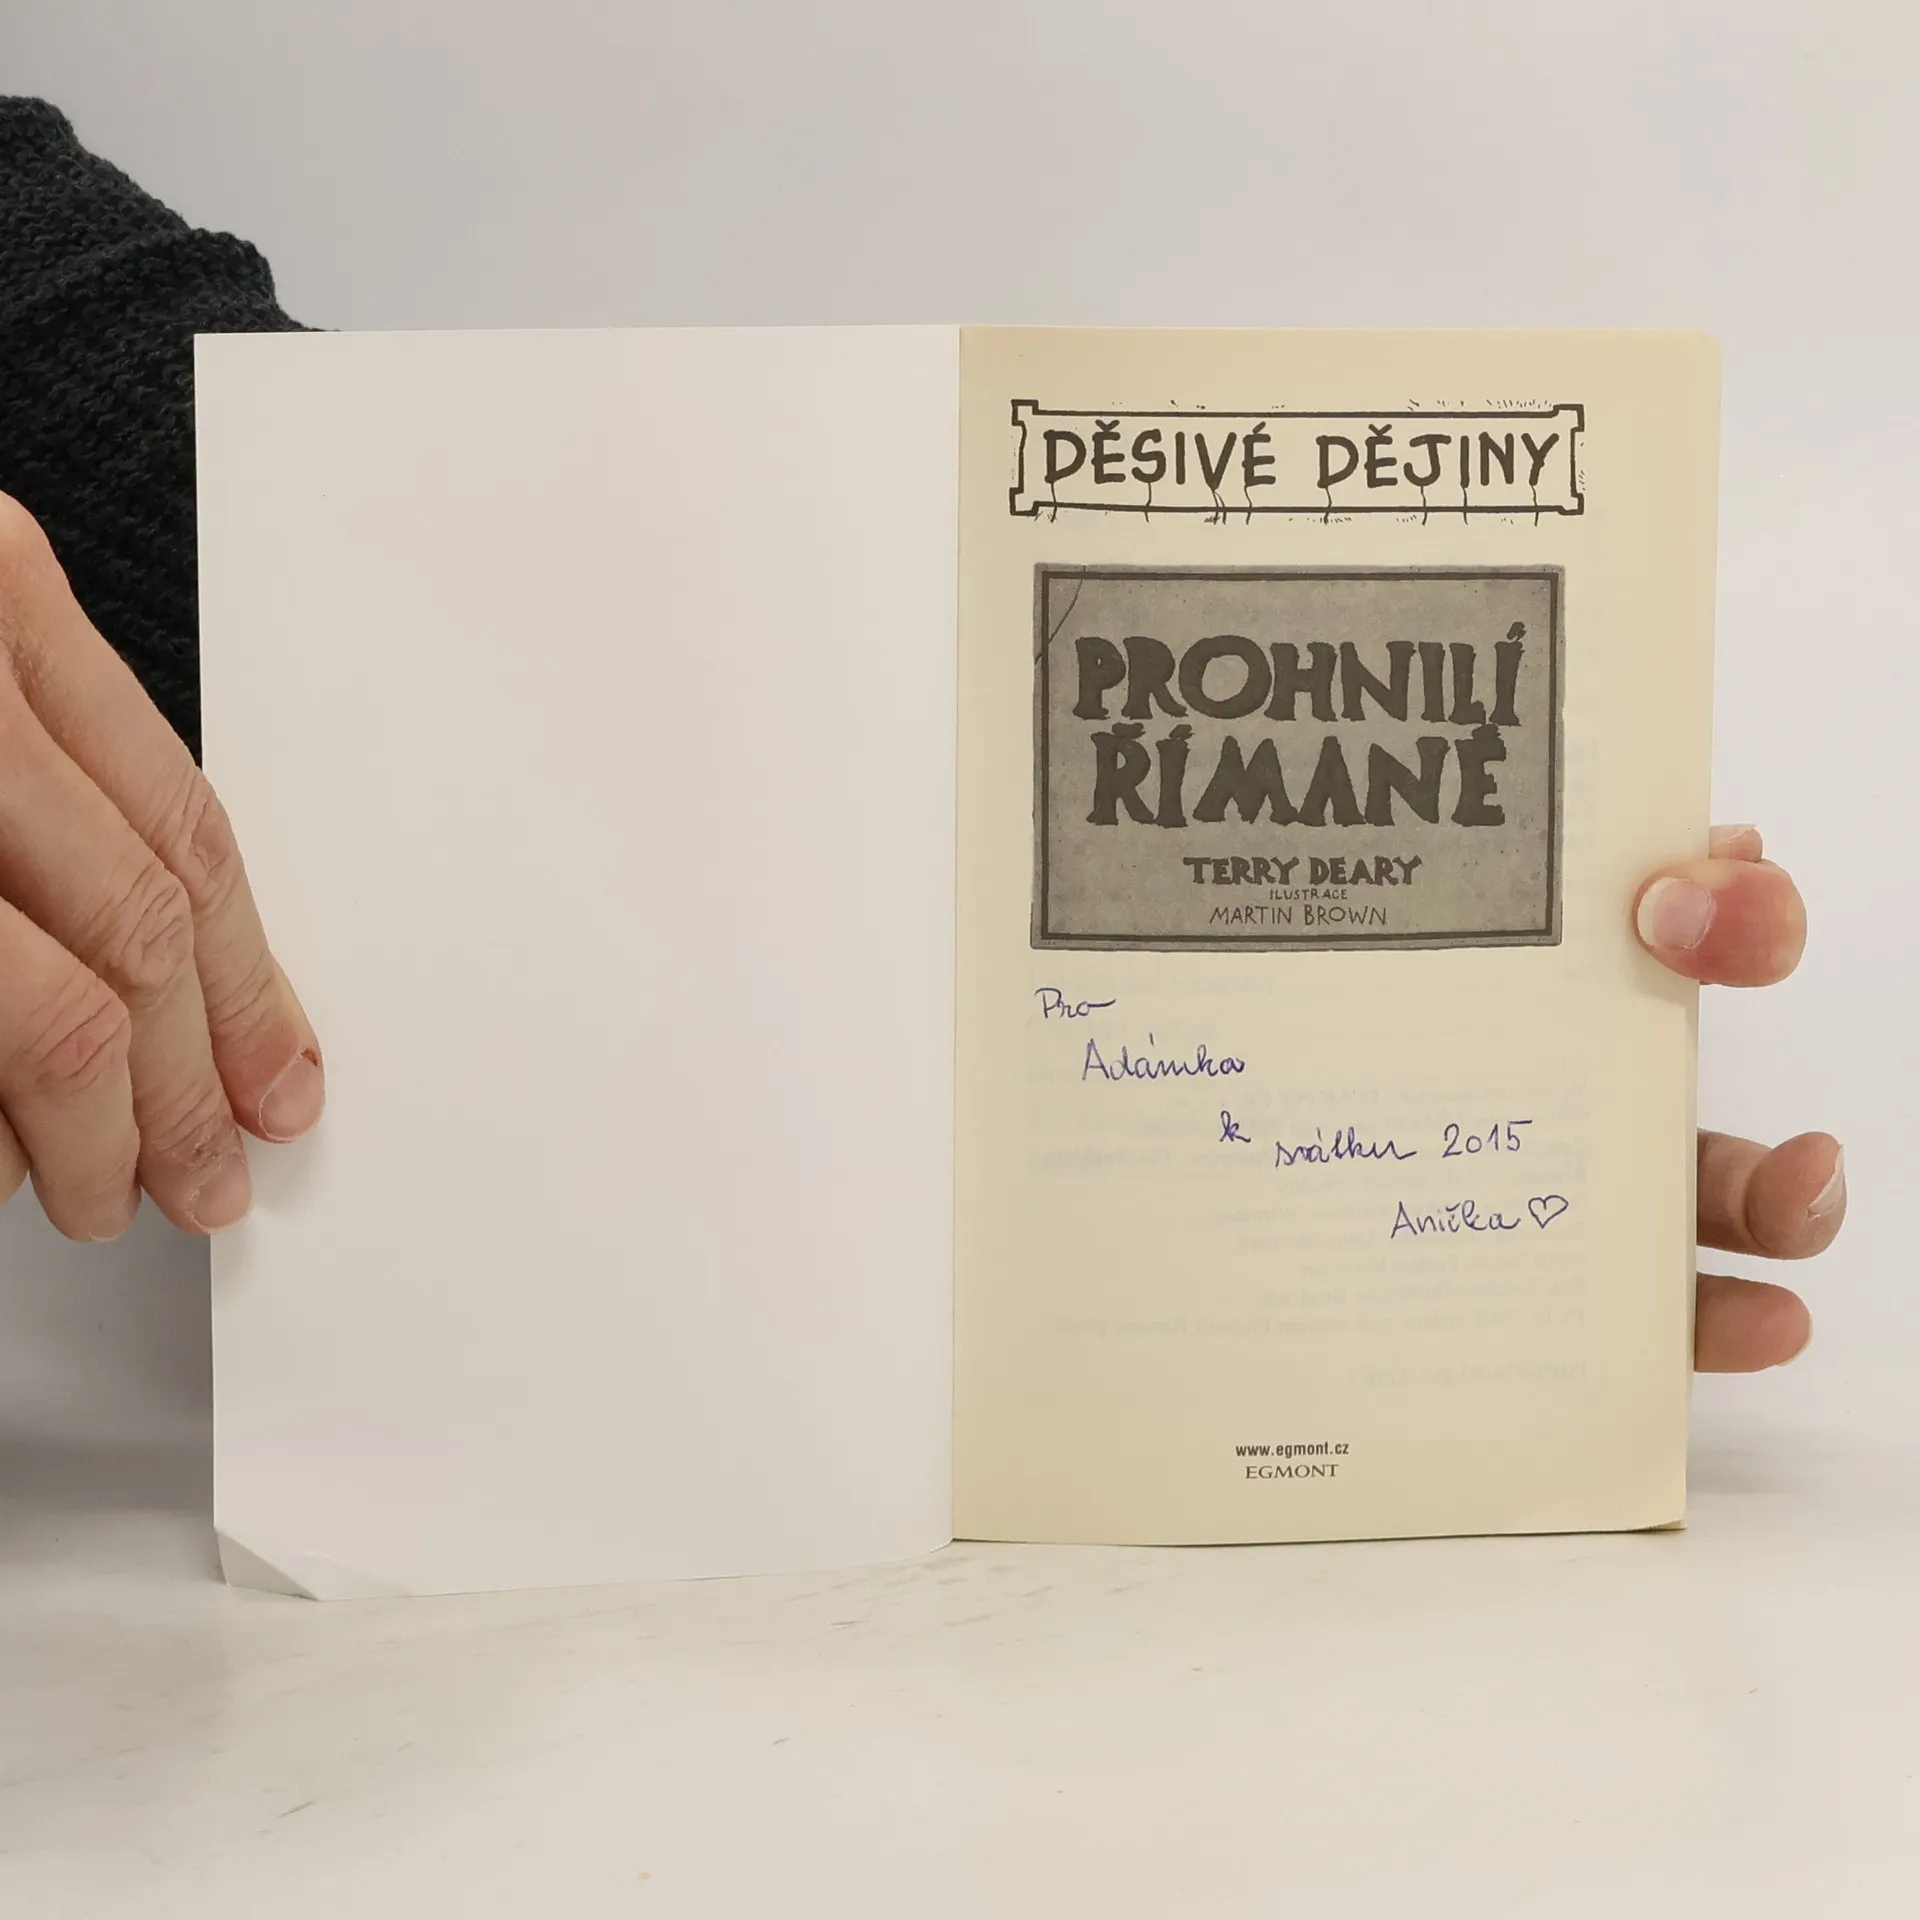 DĚSIVÉ DĚJINY
PROHNILÍ
ŘÍMANÉ
TERRY DEARY
ILUSTRACE
MARTIN BROWN
Pro
Adámka
k
svátku 2015
Anička ♡
www.egmont.cz
EGMONT